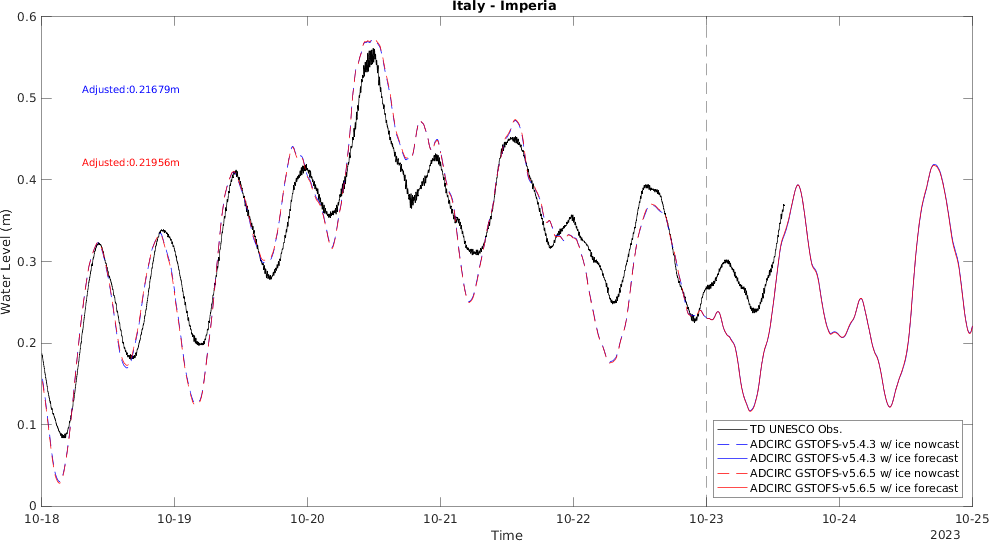 Italy - Imperia
0.6
0.5
0.4
0.3
0.2
0.1
0
Water Level (m)
Adjusted:0.21679m
Adjusted:0.21956m
TD UNESCO Obs.
ADCIRC GSTOFS-v5.4.3 w/ ice nowcast
ADCIRC GSTOFS-v5.4.3 w/ ice forecast
ADCIRC GSTOFS-v5.6.5 w/ ice nowcast
ADCIRC GSTOFS-v5.6.5 w/ ice forecast
10-18 10-19 10-20 10-21 10-22 10-23 10-24 10-25
Time
2023